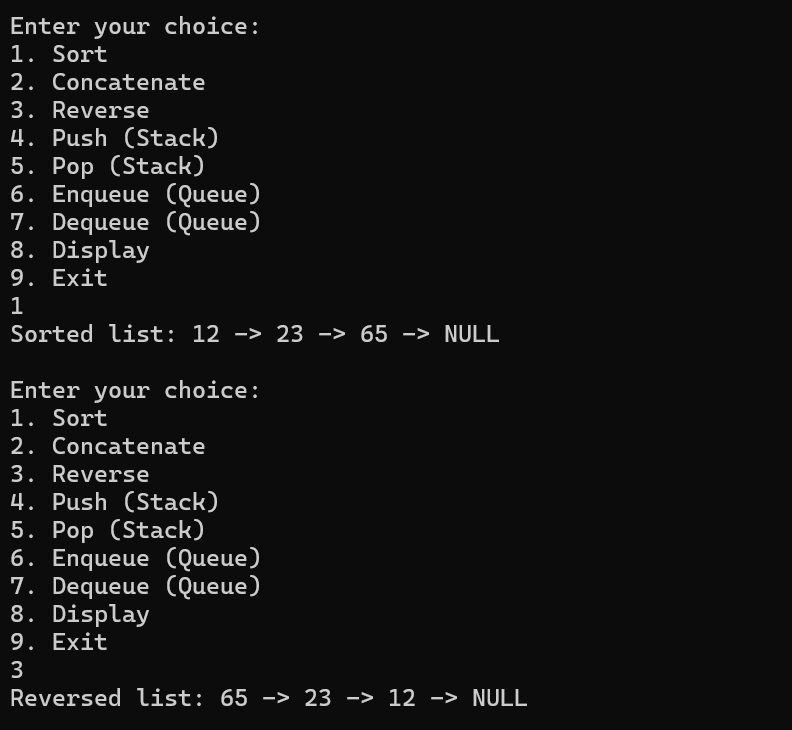 Enter your choice:
1. Sort
2. Concatenate
3. Reverse
4. Push (Stack)
5. Pop (Stack)
6. Enqueue (Queue)
7. Dequeue (Queue)
8. Display
9. Exit
1
Sorted list: 12 -> 23 -> 65 -> NULL

Enter your choice:
1. Sort
2. Concatenate
3. Reverse
4. Push (Stack)
5. Pop (Stack)
6. Enqueue (Queue)
7. Dequeue (Queue)
8. Display
9. Exit
3
Reversed list: 65 -> 23 -> 12 -> NULL